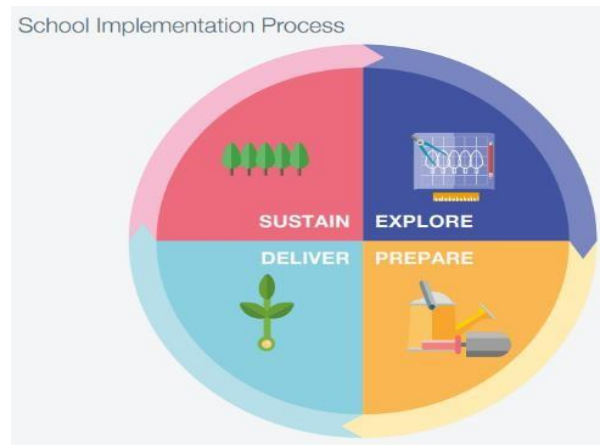 School Implementation Process
SUSTAIN EXPLORE
DELIVER PREPARE